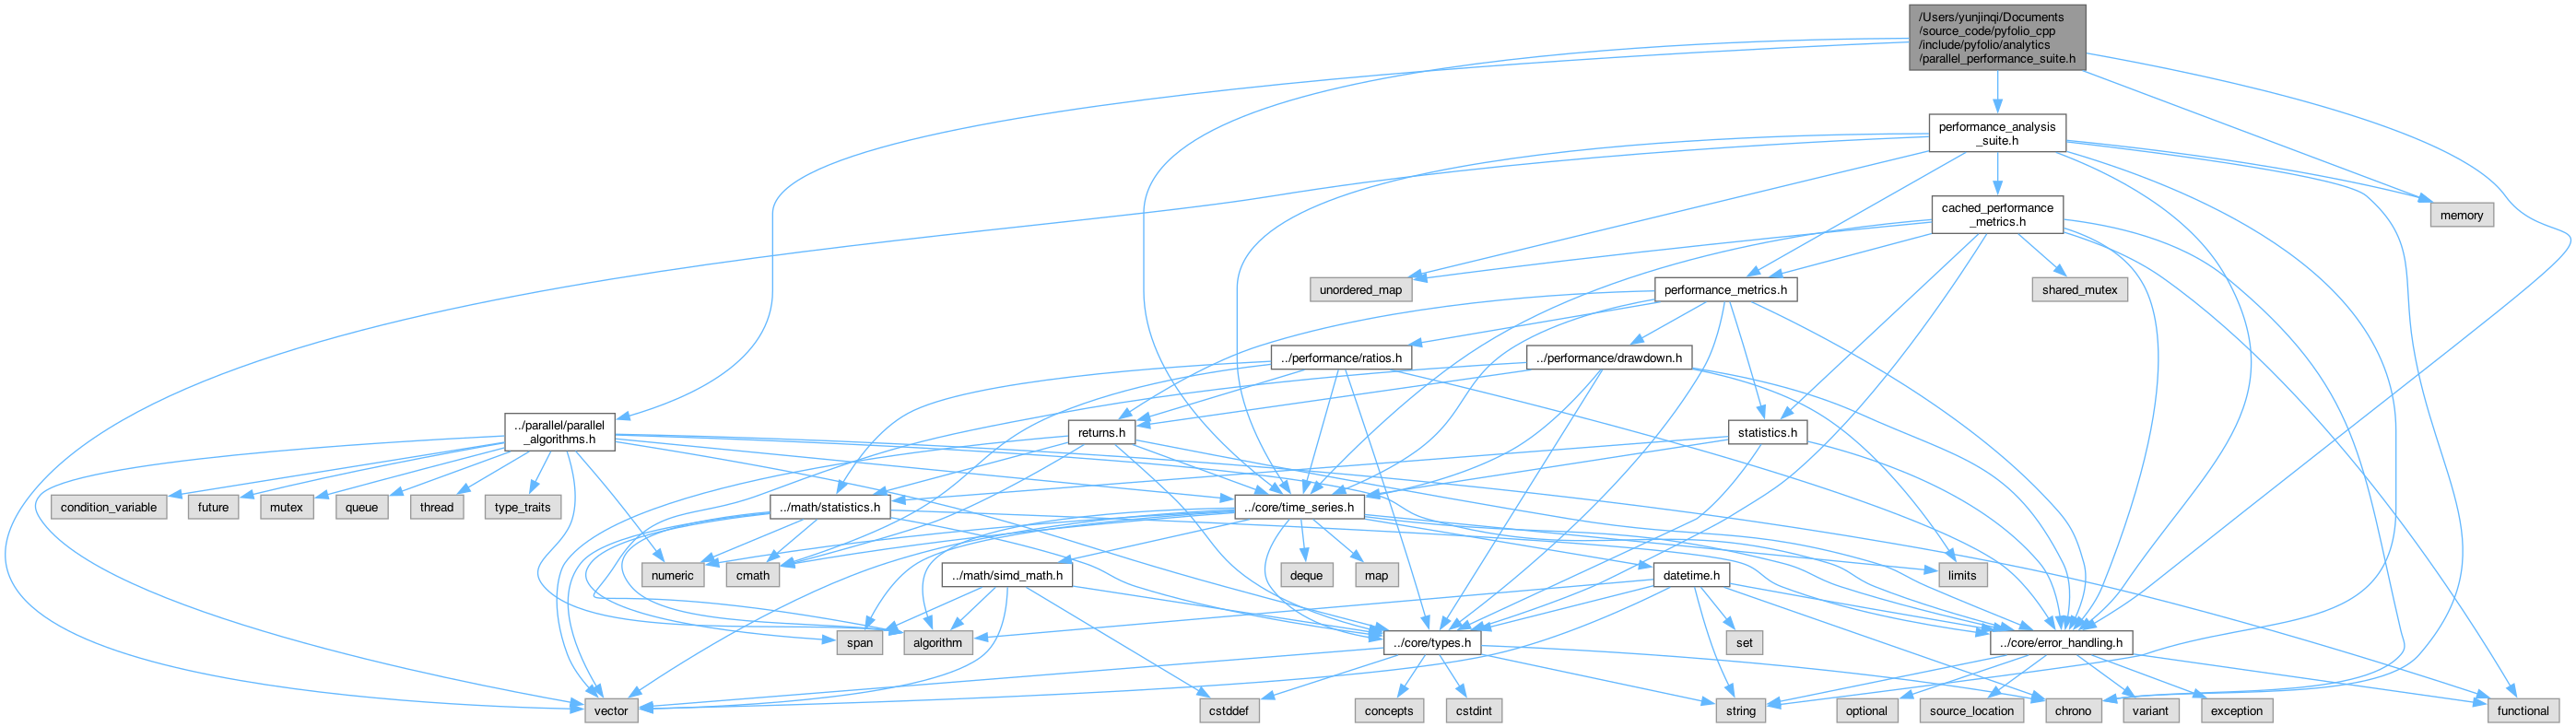 /Users/yunjinqi/Documents
/source_code/pyfolio_cpp
/include/pyfolio/analytics
/parallel_performance_suite.h
performance_analysis
_suite.h
cached_performance
_metrics.h
memory
unordered_map
performance_metrics.h
shared_mutex
../performance/ratios.h
../performance/drawdown.h
../parallel/parallel
_algorithms.h
returns.h
statistics.h
condition_variable
future
mutex
queue
thread
type_traits
../math/statistics.h
../core/time_series.h
numeric
cmath
../math/simd_math.h
deque
map
datetime.h
limits
span
algorithm
../core/types.h
set
../core/error_handling.h
vector
cstddef
concepts
cstdint
string
optional
source_location
chrono
variant
exception
functional